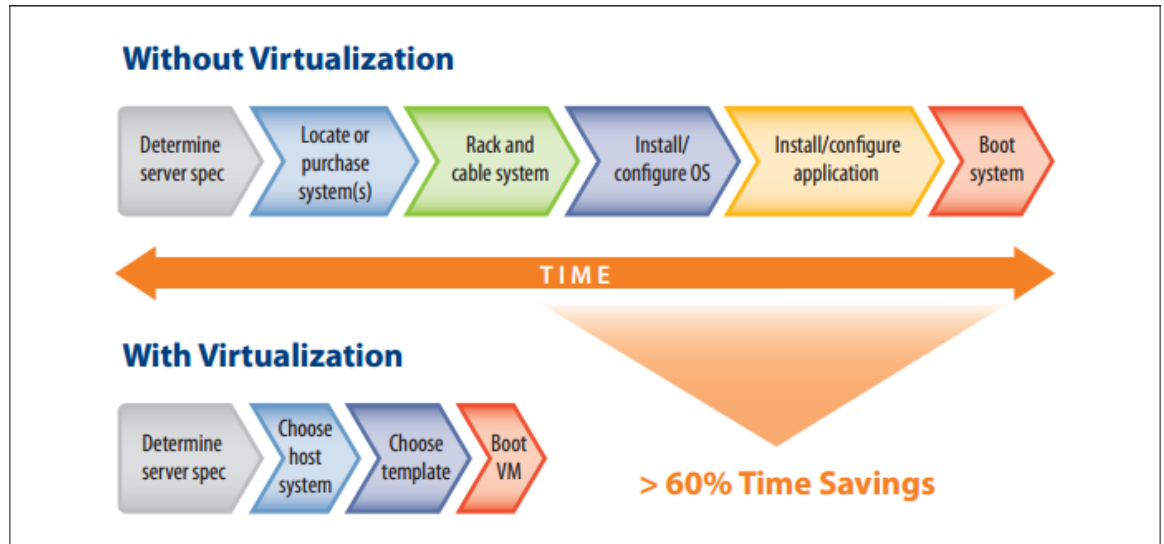 Without Virtualization
Determine
server spec
Locate or
purchase
system(s)
Rack and
cable system
Install/
configure OS
Install/configure
application
Boot
system
TIME
With Virtualization
Determine
server spec
Choose
host
system
Choose
template
Boot
VM
> 60% Time Savings